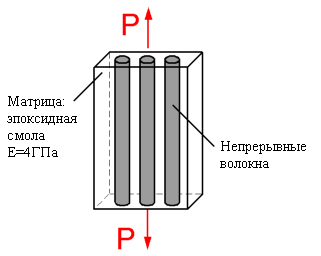 P
Матрица:
эпоксидная
смола
E=4ГПа
Непрерывные
волокна
P